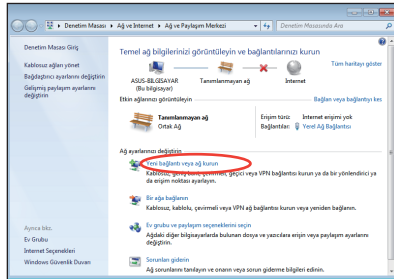 Denetim Masası ▸ Ağ ve İnternet ▸ Ağ ve Paylaşım Merkezi
Denetim Masasında Ara
Denetim Masası Giriş
Kablosuz ağları yönet
Bağdaştırıcı ayarlarını değiştirin
Gelişmiş paylaşım ayarlarını
değiştirin
Temel ağ bilgilerinizi görüntüleyin ve bağlantılarınızı kurun
Tüm haritayı göster
ASUS-BILGISAYAR
(Bu bilgisayar)
Tanımlanmayan ağ
İnternet
Etkin ağlarınızı görüntüleyin
Bağlan veya bağlantıyı kes
Tanımlanmayan ağ
Ortak Ağ
Erişim türü: İnternet erişimi yok
Bağlantılar: Yerel Ağ Bağlantısı
Ağ ayarlarınızı değiştirin
Yeni bağlantı veya ağ kurun
Kablosuz, geniş bant, çevirmeli, geçici veya VPN bağlantısı kurun ya da bir yönlendirici ya
da erişim noktası ayarlayın.
Bir ağa bağlanın
Kablosuz, kablolu, çevirmeli veya VPN ağ bağlantısı kurun veya yeniden bağlanın.
Ev grubu ve paylaşım seçeneklerini seçin
Ağdaki diğer bilgisayarlarda bulunan dosya ve yazıcılara erişin veya paylaşım ayarlarını
değiştirin.
Sorunları giderin
Ağ sorunlarını tanılayın ve onarın veya sorun giderme bilgileri edinin.
Ayrıca bkz.
Ev Grubu
İnternet Seçenekleri
Windows Güvenlik Duvarı